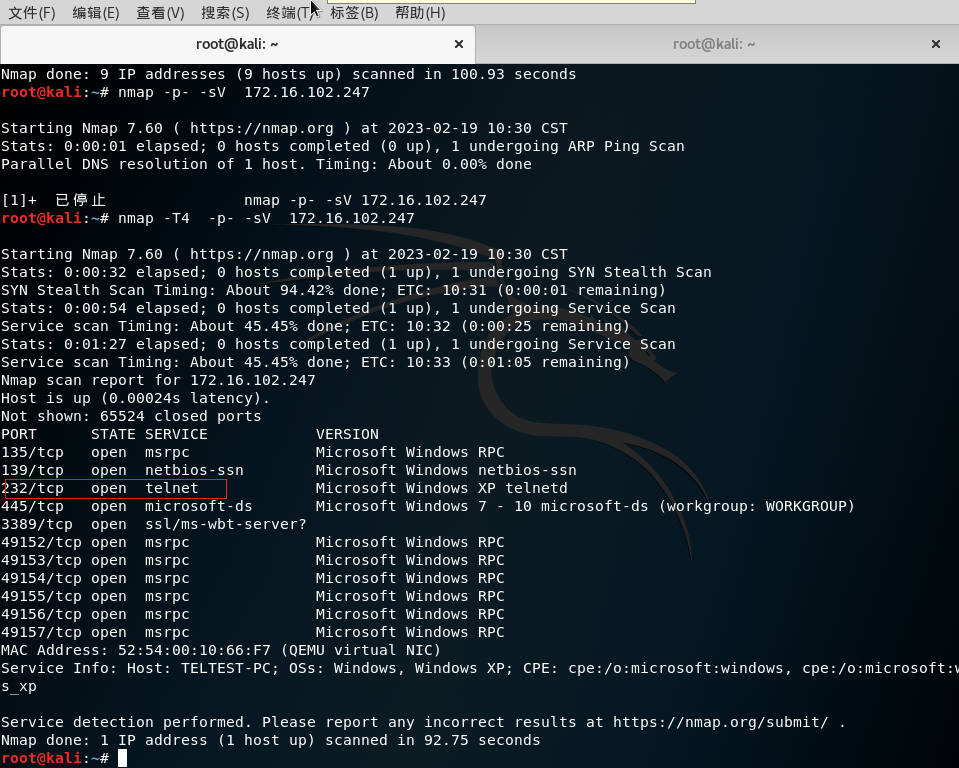 文件(F) 编辑(E) 查看(V) 搜索(S) 终端(T) 标签(B) 帮助(H)
root@kali: ~ × root@kali: ~ ×
Nmap done: 9 IP addresses (9 hosts up) scanned in 100.93 seconds
root@kali:~# nmap -p- -sV  172.16.102.247
Starting Nmap 7.60 ( https://nmap.org ) at 2023-02-19 10:30 CST
Stats: 0:00:01 elapsed; 0 hosts completed (0 up), 1 undergoing ARP Ping Scan
Parallel DNS resolution of 1 host. Timing: About 0.00% done
[1]+  已停止               nmap -p- -sV 172.16.102.247
root@kali:~# nmap -T4  -p- -sV  172.16.102.247
Starting Nmap 7.60 ( https://nmap.org ) at 2023-02-19 10:30 CST
Stats: 0:00:32 elapsed; 0 hosts completed (1 up), 1 undergoing SYN Stealth Scan
SYN Stealth Scan Timing: About 94.42% done; ETC: 10:31 (0:00:01 remaining)
Stats: 0:00:54 elapsed; 0 hosts completed (1 up), 1 undergoing Service Scan
Service scan Timing: About 45.45% done; ETC: 10:32 (0:00:25 remaining)
Stats: 0:01:27 elapsed; 0 hosts completed (1 up), 1 undergoing Service Scan
Service scan Timing: About 45.45% done; ETC: 10:33 (0:01:05 remaining)
Nmap scan report for 172.16.102.247
Host is up (0.00024s latency).
Not shown: 65524 closed ports
PORT      STATE SERVICE            VERSION
135/tcp   open  msrpc              Microsoft Windows RPC
139/tcp   open  netbios-ssn        Microsoft Windows netbios-ssn
232/tcp   open  telnet             Microsoft Windows XP telnetd
445/tcp   open  microsoft-ds       Microsoft Windows 7 - 10 microsoft-ds (workgroup: WORKGROUP)
3389/tcp  open  ssl/ms-wbt-server?
49152/tcp open  msrpc              Microsoft Windows RPC
49153/tcp open  msrpc              Microsoft Windows RPC
49154/tcp open  msrpc              Microsoft Windows RPC
49155/tcp open  msrpc              Microsoft Windows RPC
49156/tcp open  msrpc              Microsoft Windows RPC
49157/tcp open  msrpc              Microsoft Windows RPC
MAC Address: 52:54:00:10:66:F7 (QEMU virtual NIC)
Service Info: Host: TELTEST-PC; OSs: Windows, Windows XP; CPE: cpe:/o:microsoft:windows, cpe:/o:microsoft:w
s_xp
Service detection performed. Please report any incorrect results at https://nmap.org/submit/ .
Nmap done: 1 IP address (1 host up) scanned in 92.75 seconds
root@kali:~#